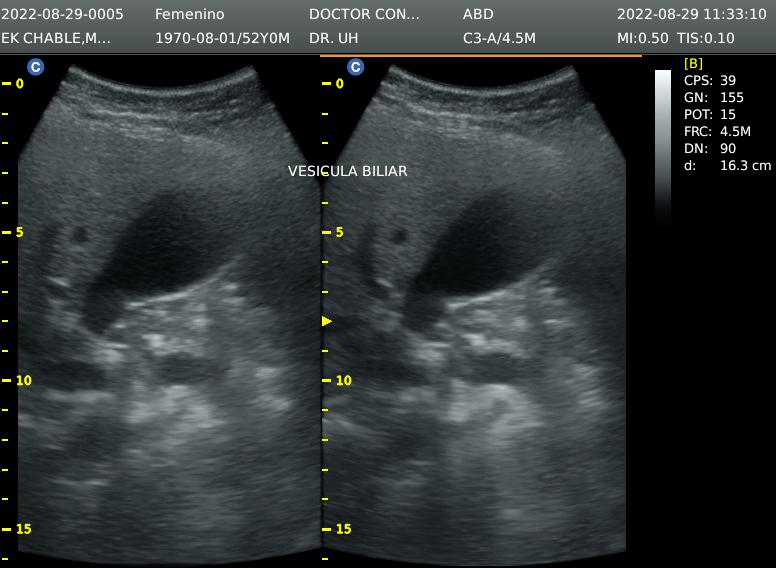 2022-08-29-0005 Femenino DOCTOR CON... ABD 2022-08-29 11:33:10
EK CHABLE,M... 1970-08-01/52Y0M DR. UH C3-A/4.5M MI:0.50 TIS:0.10
C C
[B]
CPS: 39
GN: 155
POT: 15
FRC: 4.5M
DN: 90
d: 16.3 cm
VESICULA BILIAR
0 0
5 5
10 10
15 15